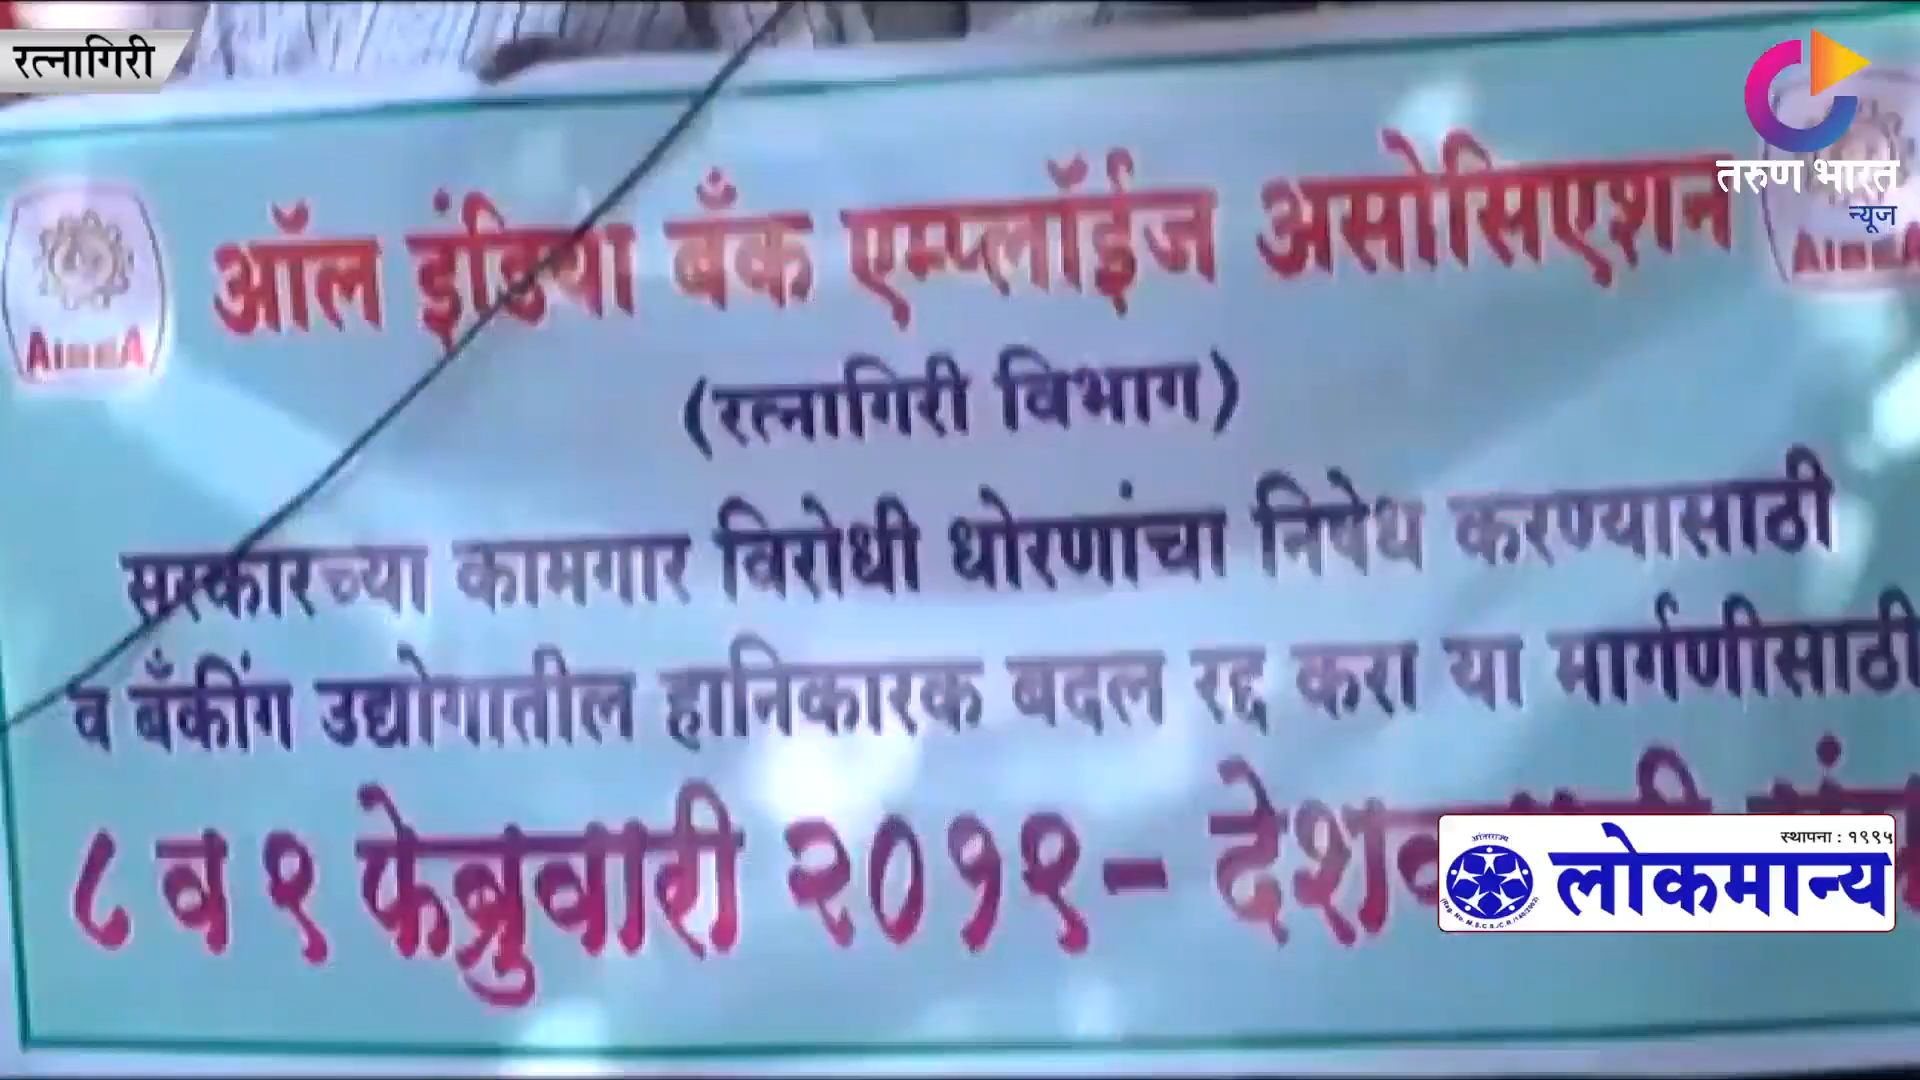 रत्नागिरी
तरुण भारत
न्यूज
ऑल इंडिया बँक एम्प्लॉईज असोसिएशन
(रत्नागिरी विभाग)
सरकारच्या कामगार विरोधी धोरणांचा निषेध करण्यासाठी
व बँकींग उद्योगातील हानिकारक बदल रद्द करा या मार्गणीसाठी
८ व ९ फेब्रुवारी २०१९ –
स्थापना : १९९५
लोकमान्य